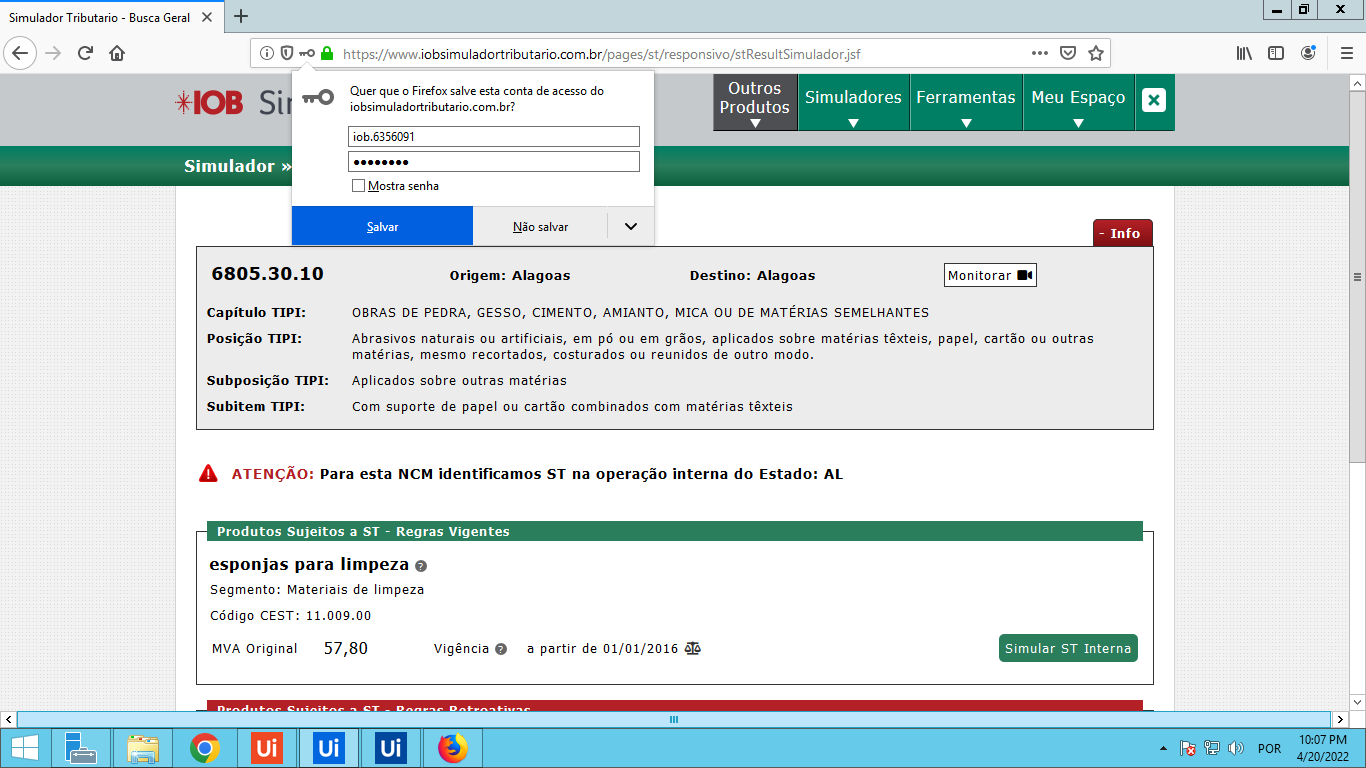 Simulador Tributario - Busca Geral
https://www.iobsimuladortributario.com.br/pages/st/responsivo/stResultSimulador.jsf
Quer que o Firefox salve esta conta de acesso do
iobsimuladortributario.com.br?
iob.6356091
Mostra senha
Salvar
Não salvar
IOB Sim
Outros
Produtos
Simuladores
Ferramentas
Meu Espaço
Simulador »
- Info
6805.30.10
Origem: Alagoas
Destino: Alagoas
Monitorar
Capítulo TIPI: OBRAS DE PEDRA, GESSO, CIMENTO, AMIANTO, MICA OU DE MATÉRIAS SEMELHANTES
Posição TIPI: Abrasivos naturais ou artificiais, em pó ou em grãos, aplicados sobre matérias têxteis, papel, cartão ou outras
matérias, mesmo recortados, costurados ou reunidos de outro modo.
Subposição TIPI: Aplicados sobre outras matérias
Subitem TIPI: Com suporte de papel ou cartão combinados com matérias têxteis
ATENÇÃO: Para esta NCM identificamos ST na operação interna do Estado: AL
Produtos Sujeitos a ST - Regras Vigentes
esponjas para limpeza
Segmento: Materiais de limpeza
Código CEST: 11.009.00
MVA Original 57,80 Vigência a partir de 01/01/2016
Simular ST Interna
Produtos Sujeitos a ST - Regras Retroativas
Ui
Ui
Ui
POR
10:07 PM
4/20/2022